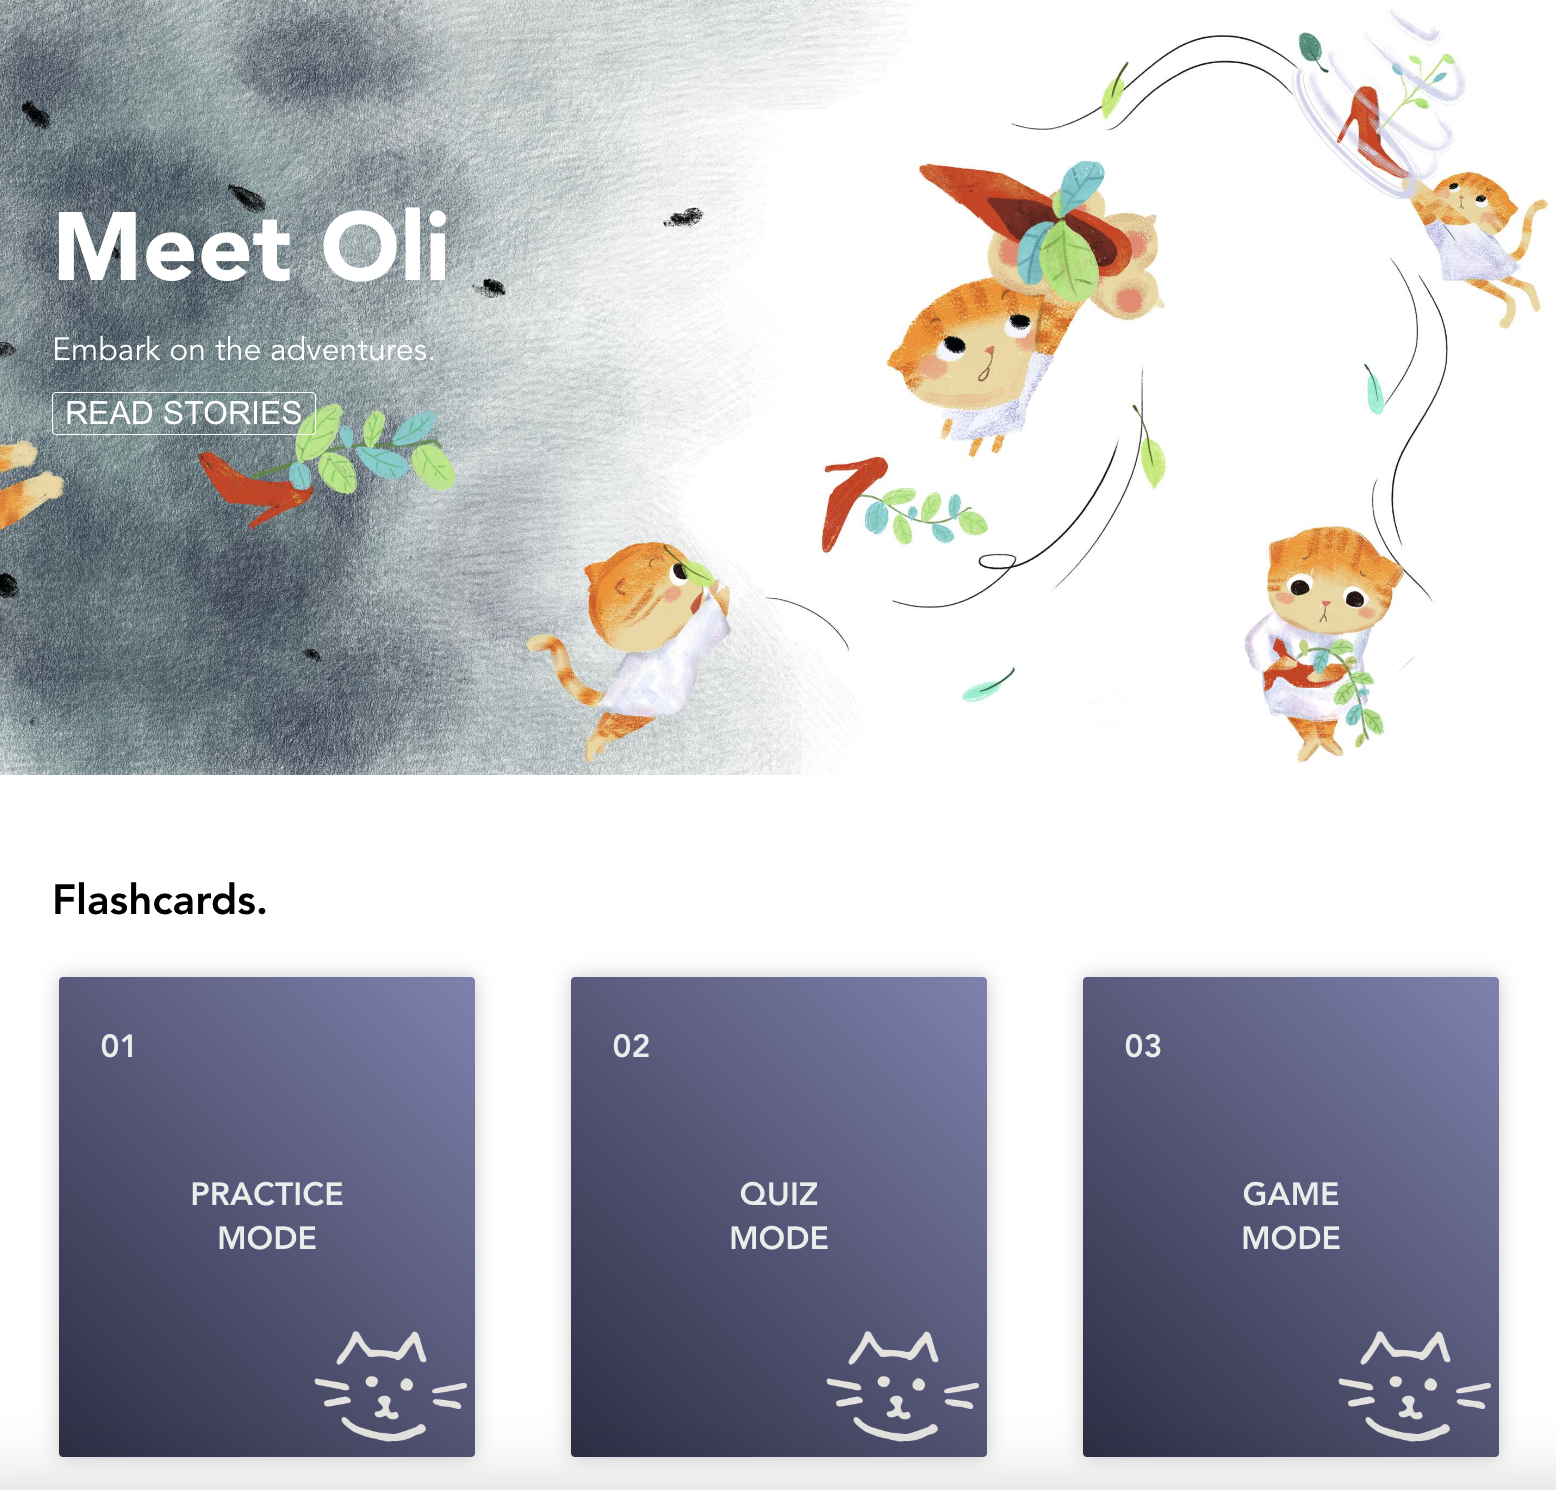 Meet Oli
Embark on the adventures.
READ STORIES
Flashcards.
01
PRACTICE
MODE
02
QUIZ
MODE
03
GAME
MODE